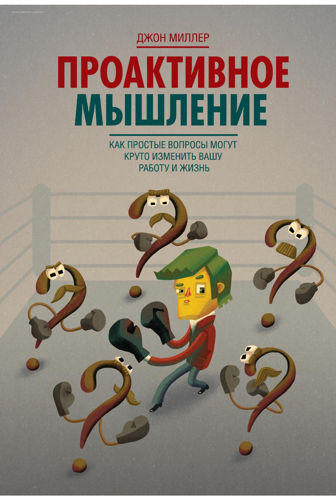 ДЖОН МИЛЛЕР
ПРОАКТИВНОЕ
МЫШЛЕНИЕ
КАК ПРОСТЫЕ ВОПРОСЫ МОГУТ
КРУТО ИЗМЕНИТЬ ВАШУ
РАБОТУ И ЖИЗНЬ